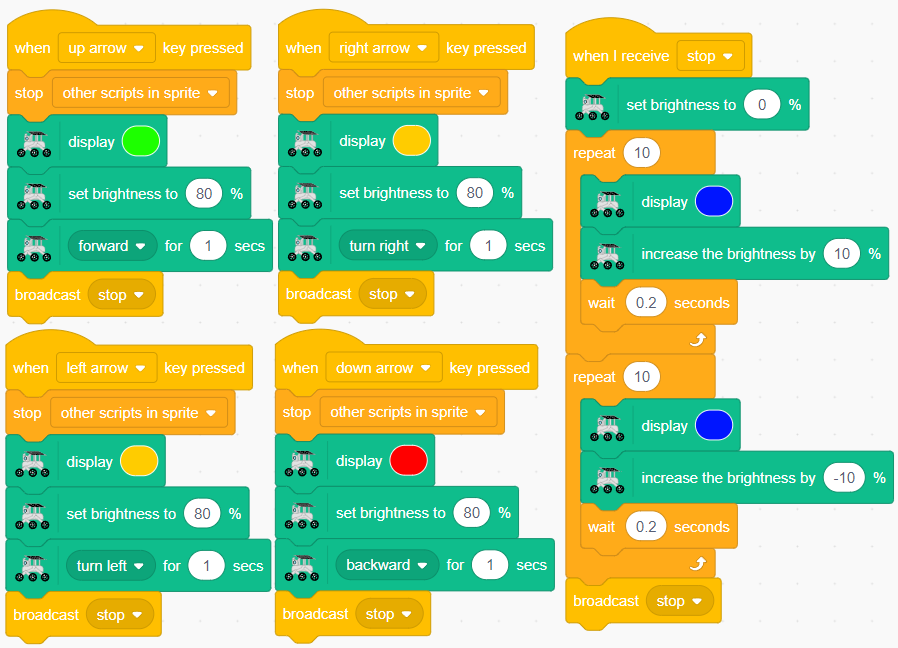 when up arrow key pressed
stop other scripts in sprite
display
set brightness to 80 %
forward for 1 secs
broadcast stop
when right arrow key pressed
stop other scripts in sprite
display
set brightness to 80 %
turn right for 1 secs
broadcast stop
when left arrow key pressed
stop other scripts in sprite
display
set brightness to 80 %
turn left for 1 secs
broadcast stop
when down arrow key pressed
stop other scripts in sprite
display
set brightness to 80 %
backward for 1 secs
broadcast stop
when I receive stop
set brightness to 0 %
repeat 10
display
increase the brightness by 10 %
wait 0.2 seconds
repeat 10
display
increase the brightness by -10 %
wait 0.2 seconds
broadcast stop